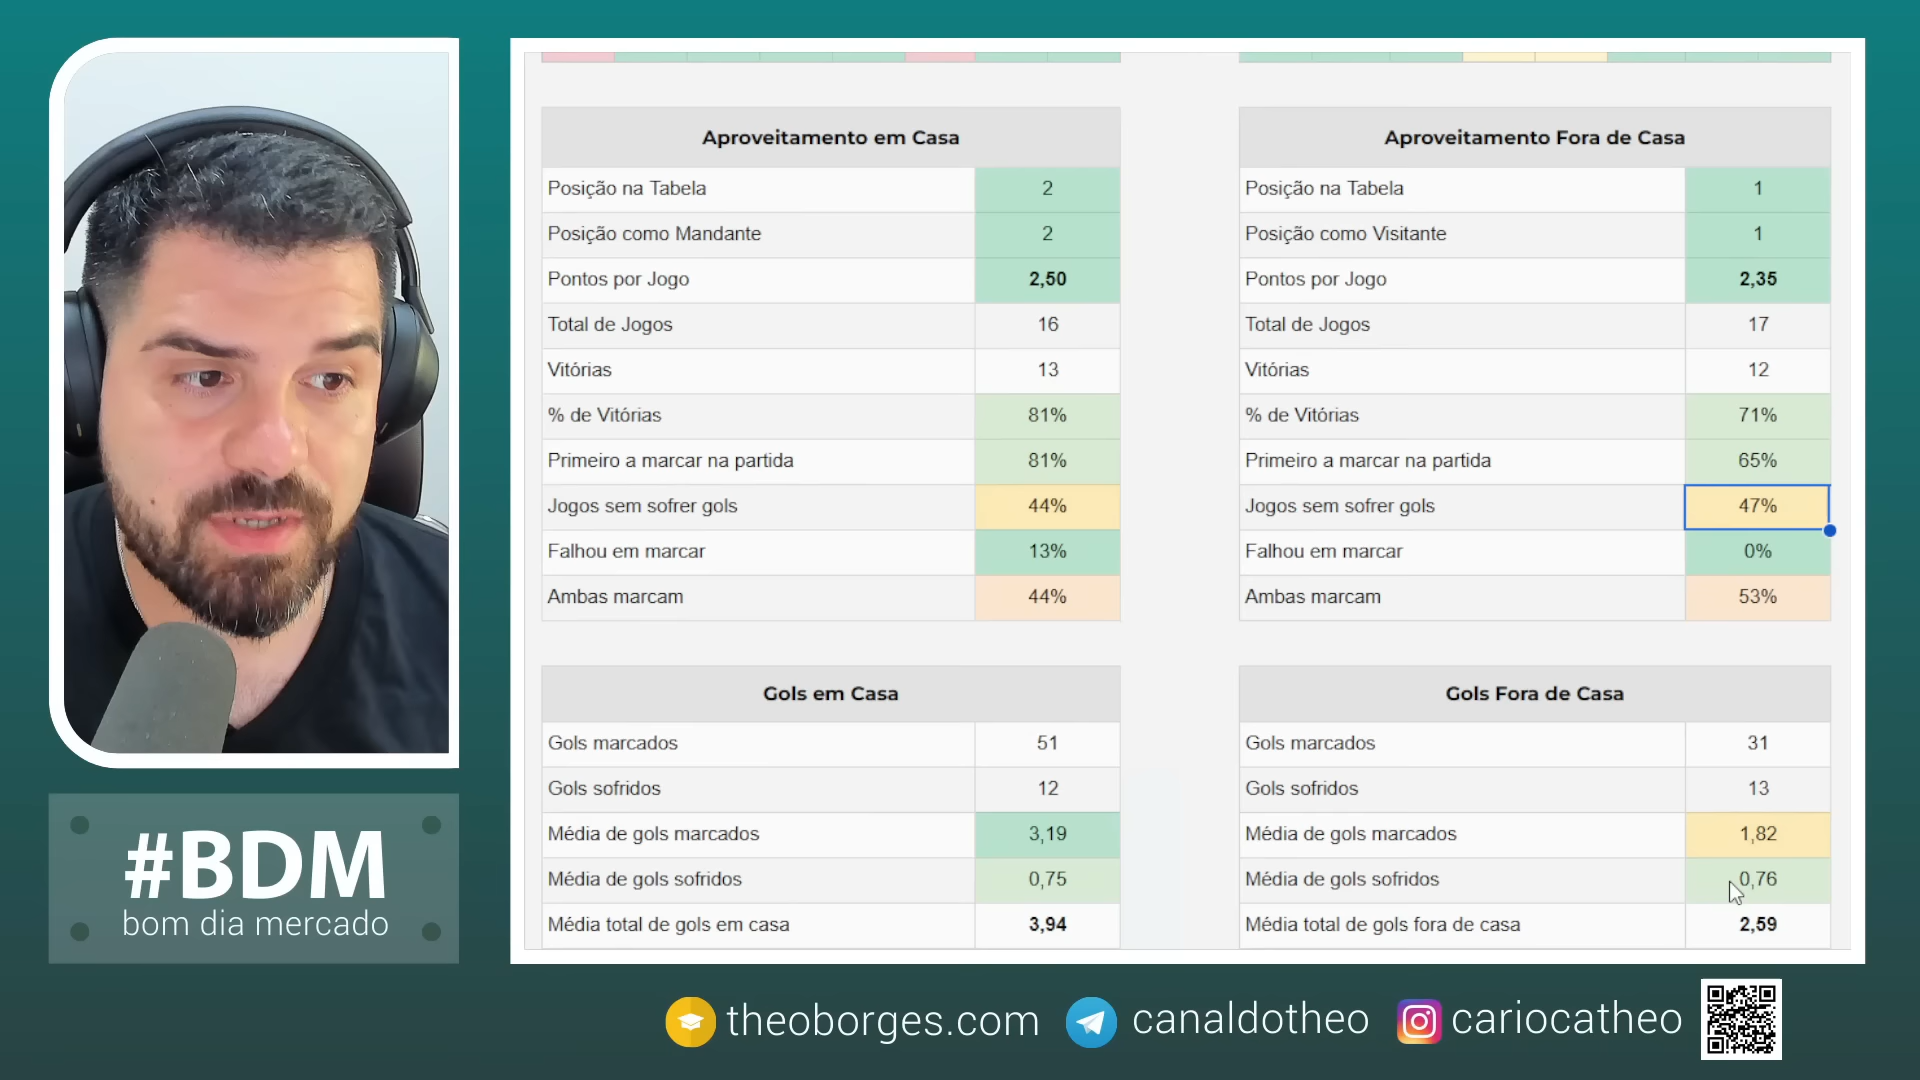 Aproveitamento em Casa
Posição na Tabela 2
Posição como Mandante 2
Pontos por Jogo 2,50
Total de Jogos 16
Vitórias 13
% de Vitórias 81%
Primeiro a marcar na partida 81%
Jogos sem sofrer gols 44%
Falhou em marcar 13%
Ambas marcam 44%
Aproveitamento Fora de Casa
Posição na Tabela 1
Posição como Visitante 1
Pontos por Jogo 2,35
Total de Jogos 17
Vitórias 12
% de Vitórias 71%
Primeiro a marcar na partida 65%
Jogos sem sofrer gols 47%
Falhou em marcar 0%
Ambas marcam 53%
Gols em Casa
Gols marcados 51
Gols sofridos 12
Média de gols marcados 3,19
Média de gols sofridos 0,75
Média total de gols em casa 3,94
Gols Fora de Casa
Gols marcados 31
Gols sofridos 13
Média de gols marcados 1,82
Média de gols sofridos 0,76
Média total de gols fora de casa 2,59
#BDM
bom dia mercado
theoborges.com
canaldotheo
cariocatheo